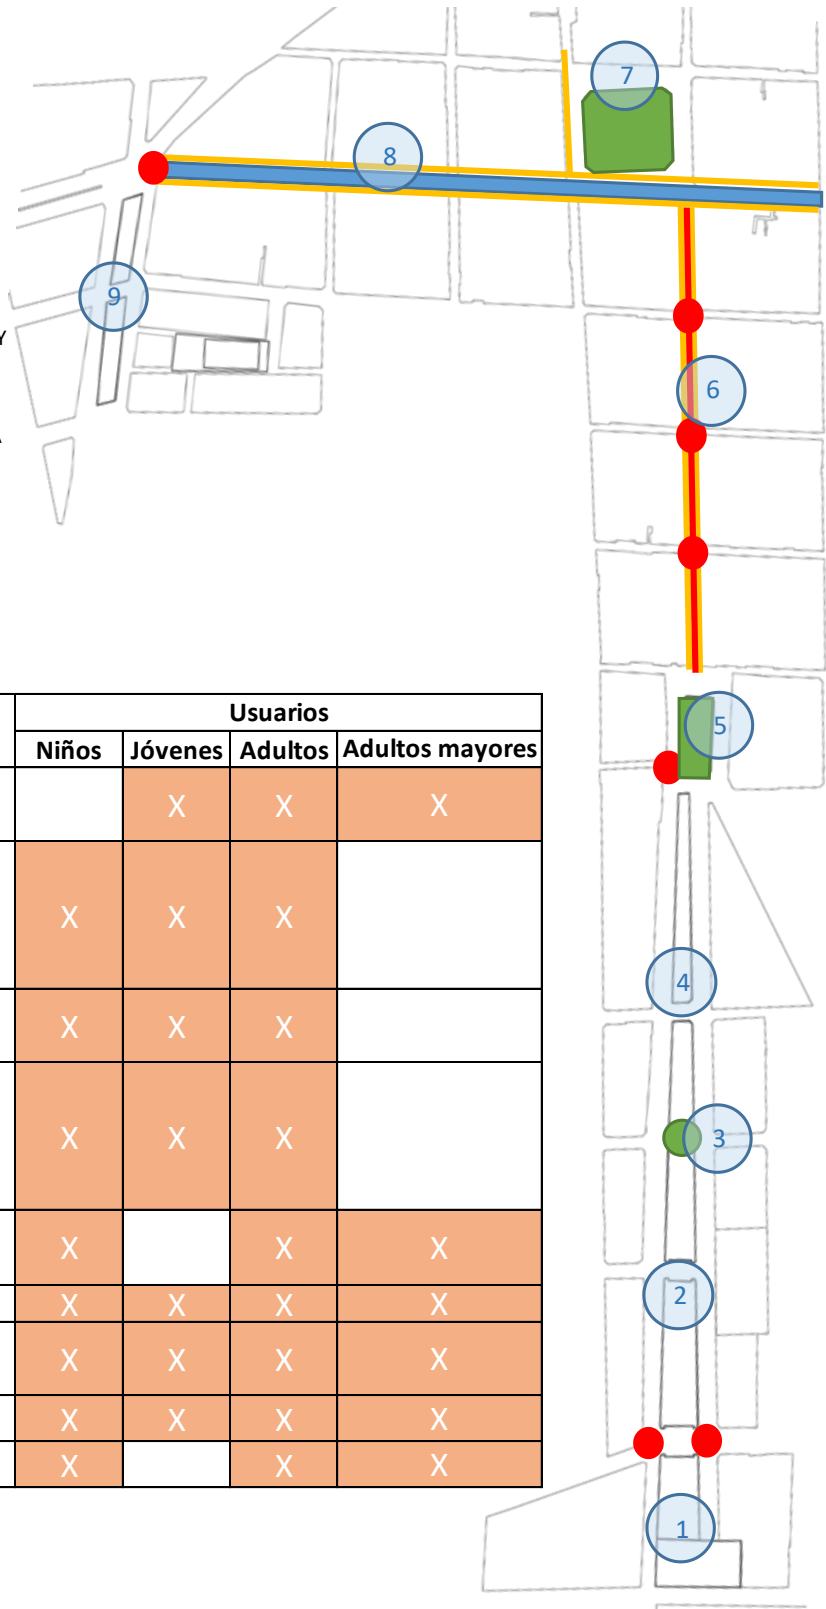 7
8
9
Y
6
A
Usuarios
Niños Jóvenes Adultos Adultos mayores
5
X X X
X X X
4
X X X
X X X
3
X X X
2
X X X X
X X X X
X X X X
X X X
1